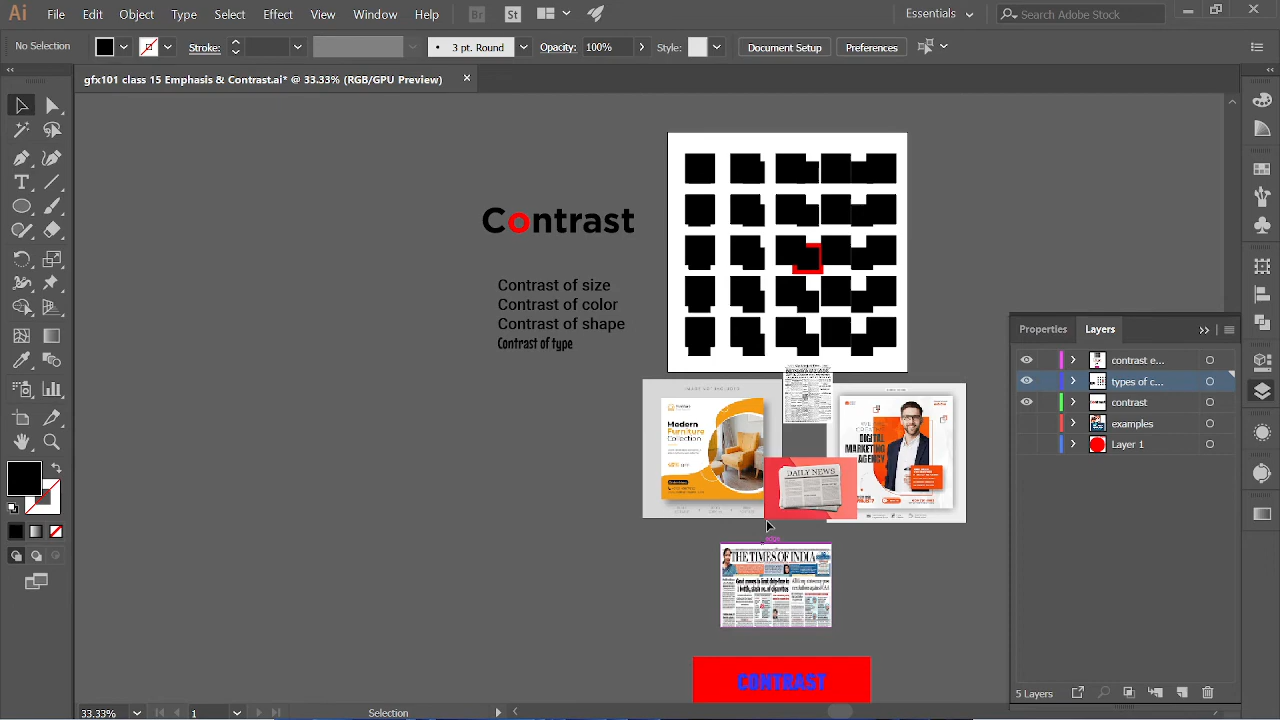 Ai File Edit Object Type Select Effect View Window Help Br St Essentials Search Adobe Stock
No Selection Stroke: 3 pt. Round Opacity: 100% Style: Document Setup Preferences
gfx101 class 15 Emphasis & Contrast.ai* @ 33.33% (RGB/GPU Preview)
Contrast
Contrast of size
Contrast of color
Contrast of shape
Contrast of type
Modern
Furniture
Collection
DIGITAL
MARKETING
AGENCY
DAILY NEWS
THE TIMES OF INDIA
CONTRAST
Properties Layers
contrast e...
types of c...
contrast
examples
Layer 1
5 Layers
33.33% 1 Selection